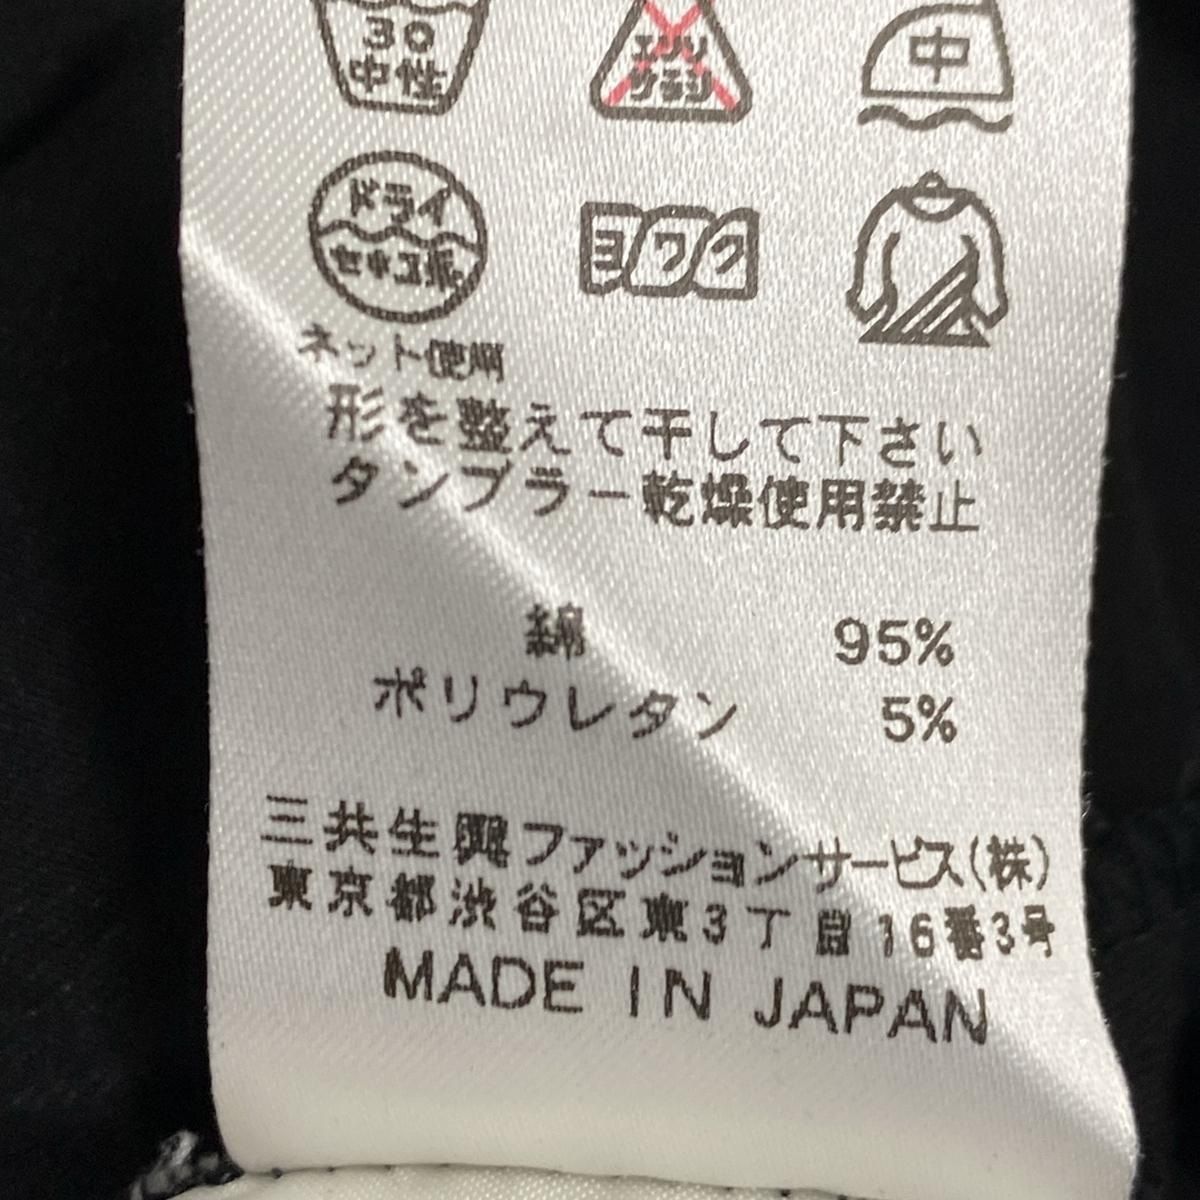 30
中性
エンソ
サラシ
中
ドライ
セキユ系
ヨワク
ネット使用
形を整えて干して下さい
タンブラー乾燥使用禁止
綿 95%
ポリウレタン 5%
三共生興ファッションサービス(株)
東京都渋谷区東3丁目16番3号
MADE IN JAPAN